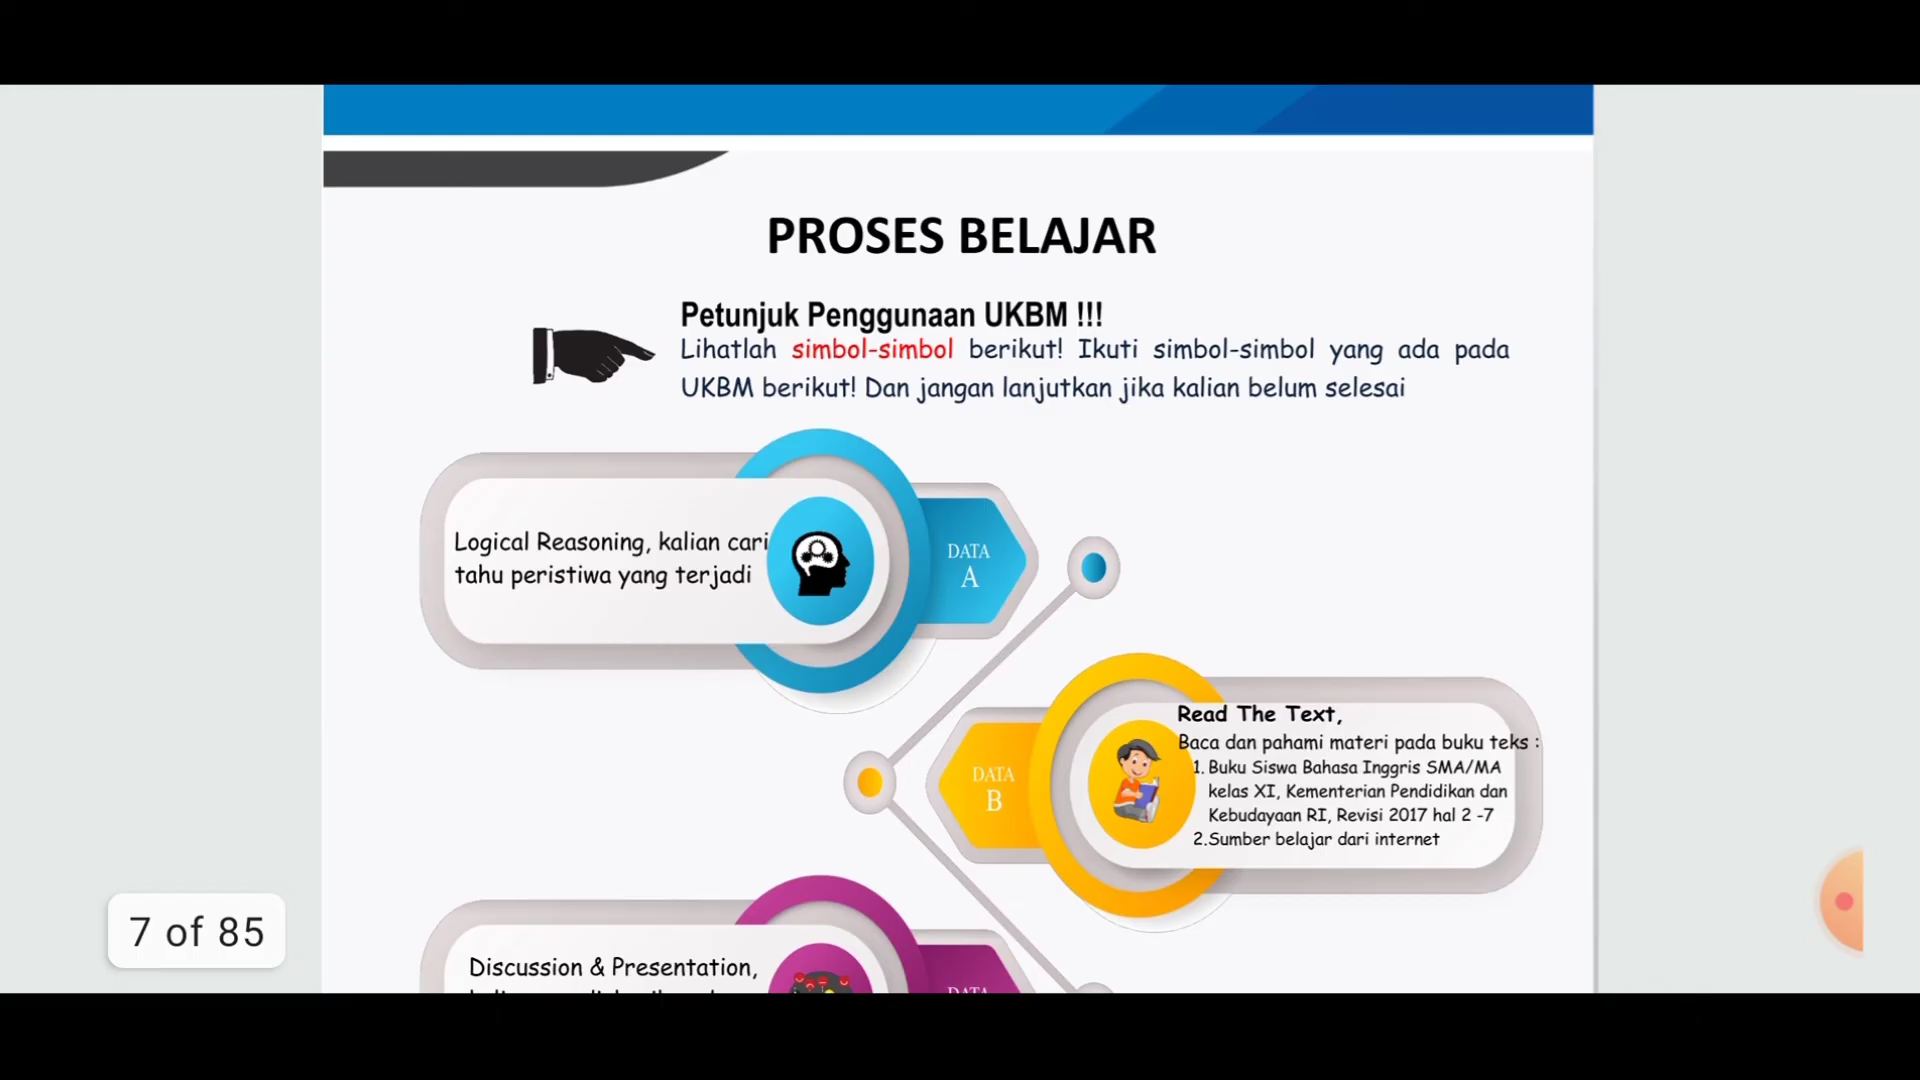 PROSES BELAJAR
Petunjuk Penggunaan UKBM !!!
Lihatlah simbol-simbol berikut! Ikuti simbol-simbol yang ada pada
UKBM berikut! Dan jangan lanjutkan jika kalian belum selesai
Logical Reasoning, kalian cari
tahu peristiwa yang terjadi
DATA
A
Read The Text,
Baca dan pahami materi pada buku teks :
1. Buku Siswa Bahasa Inggris SMA/MA
kelas XI, Kementerian Pendidikan dan
Kebudayaan RI, Revisi 2017 hal 2 -7
2.Sumber belajar dari internet
DATA
B
7 of 85
Discussion & Presentation,
DATA